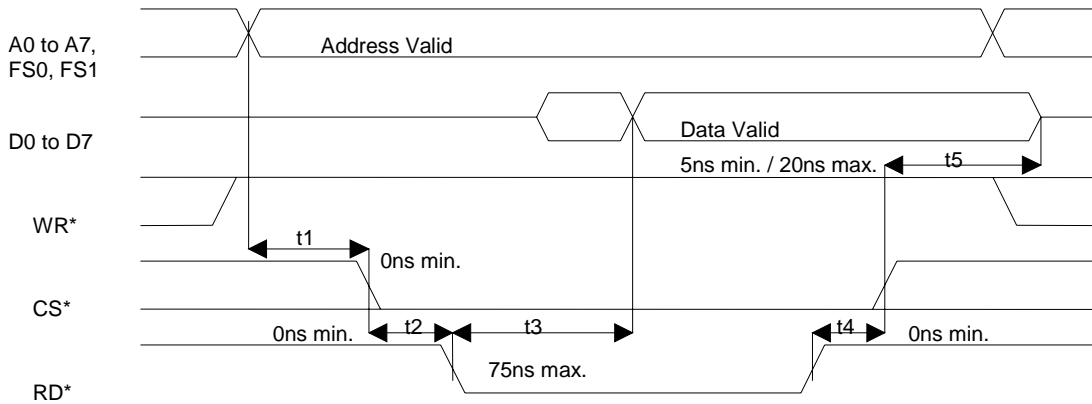 A0 to A7,
FS0, FS1
Address Valid
D0 to D7
Data Valid
5ns min. / 20ns max.
t5
WR*
t1
0ns min.
CS*
0ns min.
t2
t3
t4
0ns min.
75ns max.
RD*